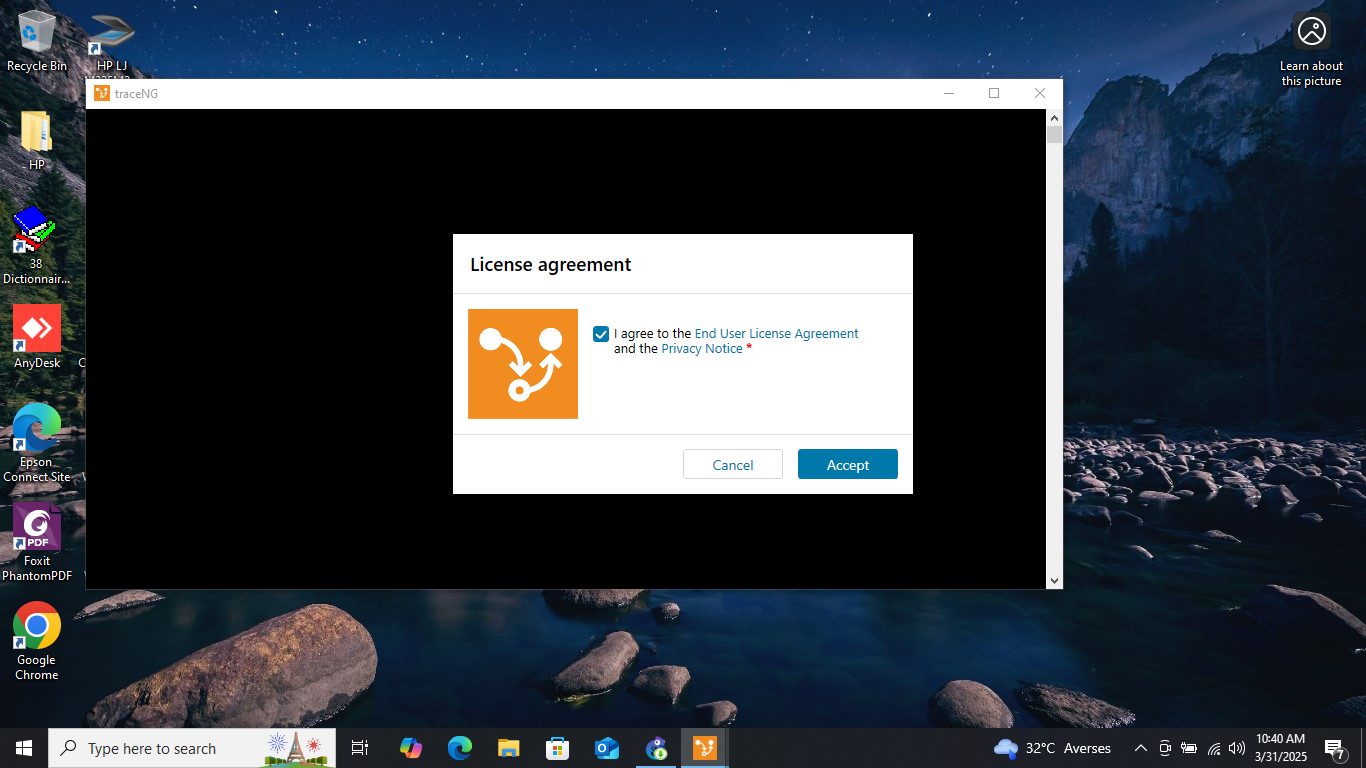 Recycle Bin
HP LJ
Learn about
this picture
traceNG
HP
License agreement
38
Dictionnair...
I agree to the End User License Agreement
and the Privacy Notice *
AnyDesk
Cancel
Accept
Epson
Connect Site
PDF
Foxit
PhantomPDF
Google
Chrome
Type here to search
32°C Averses
10:40 AM
3/31/2025
7